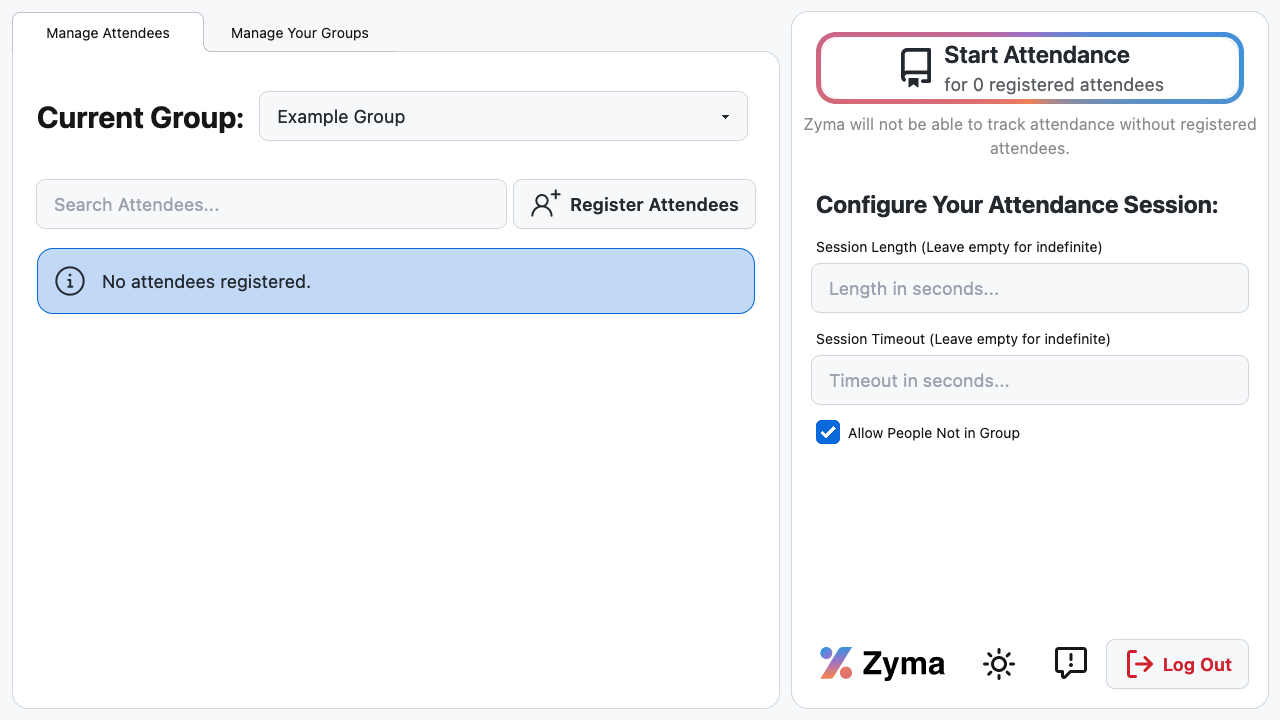 Manage Attendees
Manage Your Groups
Current Group:
Example Group
Search Attendees...
Register Attendees
No attendees registered.
Start Attendance
for 0 registered attendees
Zyma will not be able to track attendance without registered
attendees.
Configure Your Attendance Session:
Session Length (Leave empty for indefinite)
Length in seconds...
Session Timeout (Leave empty for indefinite)
Timeout in seconds...
Allow People Not in Group
Zyma
Log Out